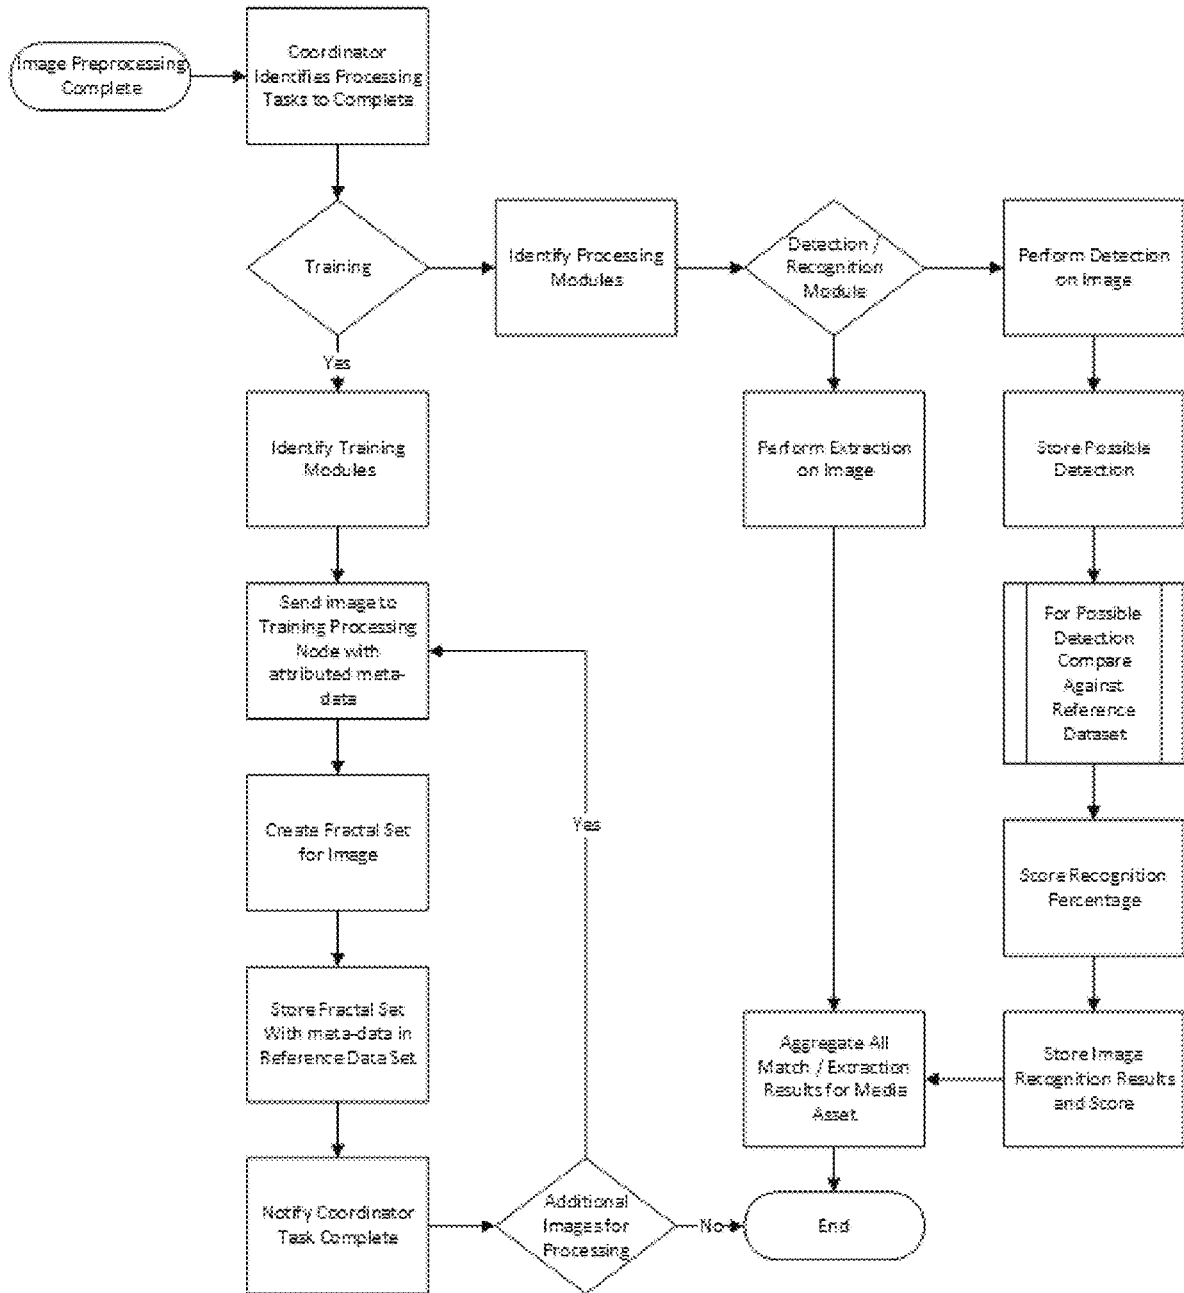 Image Preprocessing
Complete
Coordinator
Identifies Processing
Tasks to Complete
Training
Identify Processing
Modules
Detection /
Recognition
Module
Perform Detection
on Image
Yes
Identify Training
Modules
Perform Extraction
on Image
Store Possible
Detection
Send image to
Training Processing
Node with
attributed meta-
data
For Possible
Detection
Compare
Against
Reference
Dataset
Create Fractal Set
for Image
Yes
Store Recognition
Percentage
Store Fractal Set
With meta-data in
Reference Data Set
Aggregate All
Match / Extraction
Results for Media
Asset
Store Image
Recognition Results
and Score
Notify Coordinator
Task Complete
Additional
Images for
Processing
No
End